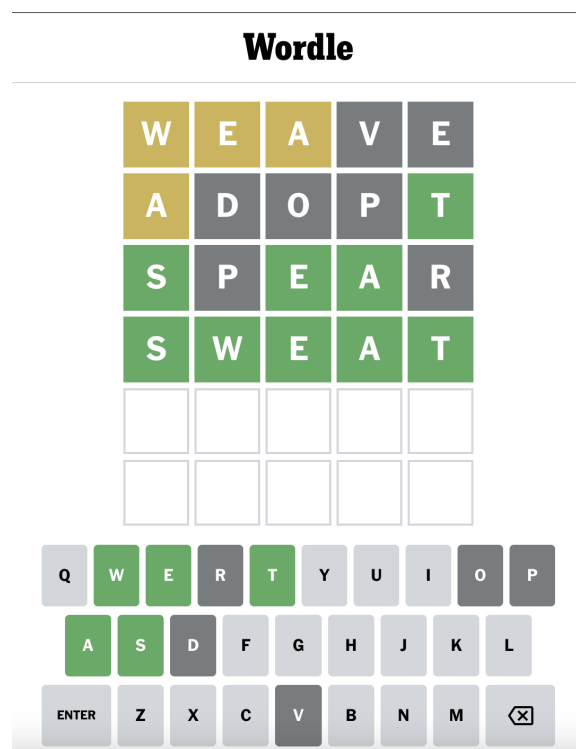 Wordle
W E A V E
A D O P T
S P E A R
S W E A T
Q W E R T Y U I O P
A S D F G H J K L
ENTER Z X C V B N M